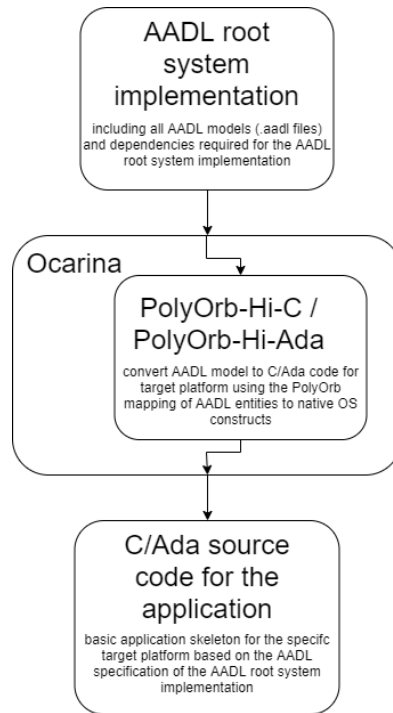 AADL root
system
implementation
including all AADL models (.aadl files)
and dependencies required for the AADL
root system implementation
Ocarina
PolyOrb-Hi-C /
PolyOrb-Hi-Ada
convert AADL model to C/Ada code for
target platform using the PolyOrb
mapping of AADL entities to native OS
constructs
C/Ada source
code for the
application
basic application skeleton for the specifc
target platform based on the AADL
specification of the AADL root system
implementation